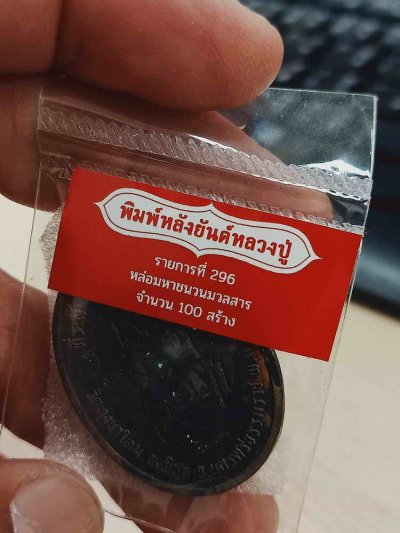 พิมพ์หลังยันต์หลวงปู่
รายการที่ 296
หล่อมหาชนวนมวลสาร
จำนวน 100 สร้าง